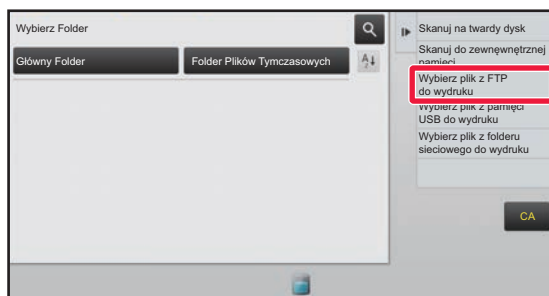 Wybierz Folder
Główny Folder
Folder Plików Tymczasowych
A
Z
Skanuj na twardy dysk
Skanuj do zewnęwnętrznej
pamięci
Wybierz plik z FTP
do wydruku
Wybierz plik z pamięci
USB do wydruku
Wybierz plik z folderu
sieciowego do wydruku
CA